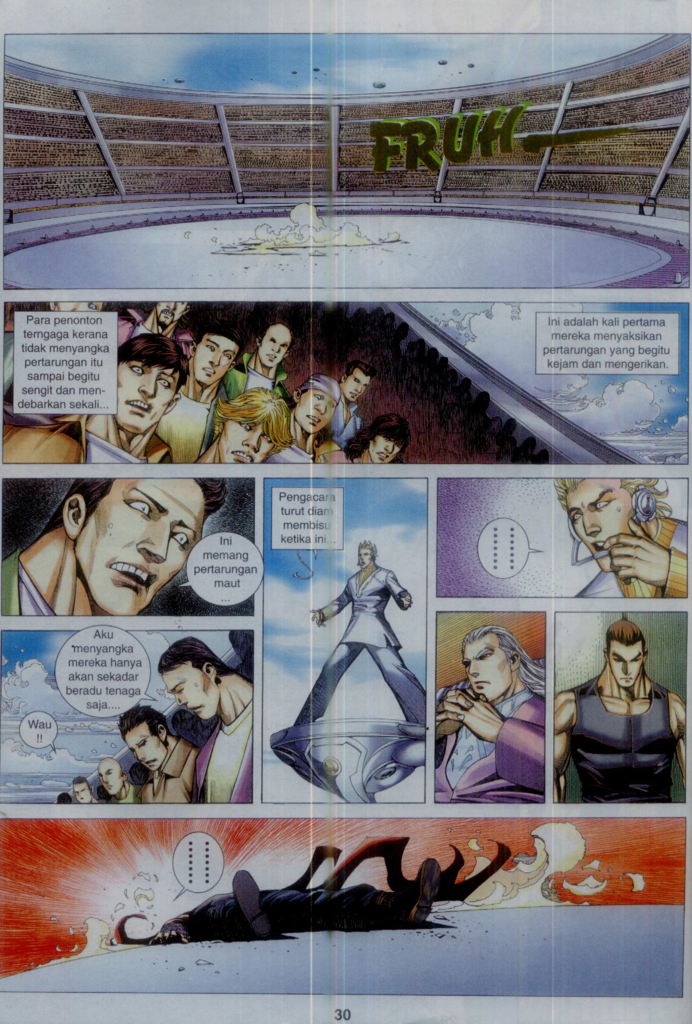 FRUH
Para penonton
terngaga kerana
tidak menyangka
pertarungan itu
sampai begitu
sengit dan men-
debarkan sekali...
Ini adalah kali pertama
mereka menyaksikan
pertarungan yang begitu
kejam dan mengerikan.
Ini
memang
pertarungan
maut
...
Pengacara
turut diam
membisu
ketika ini...
Aku
menyangka
mereka hanya
akan sekadar
beradu tenaga
saja....
Wau
!!
30